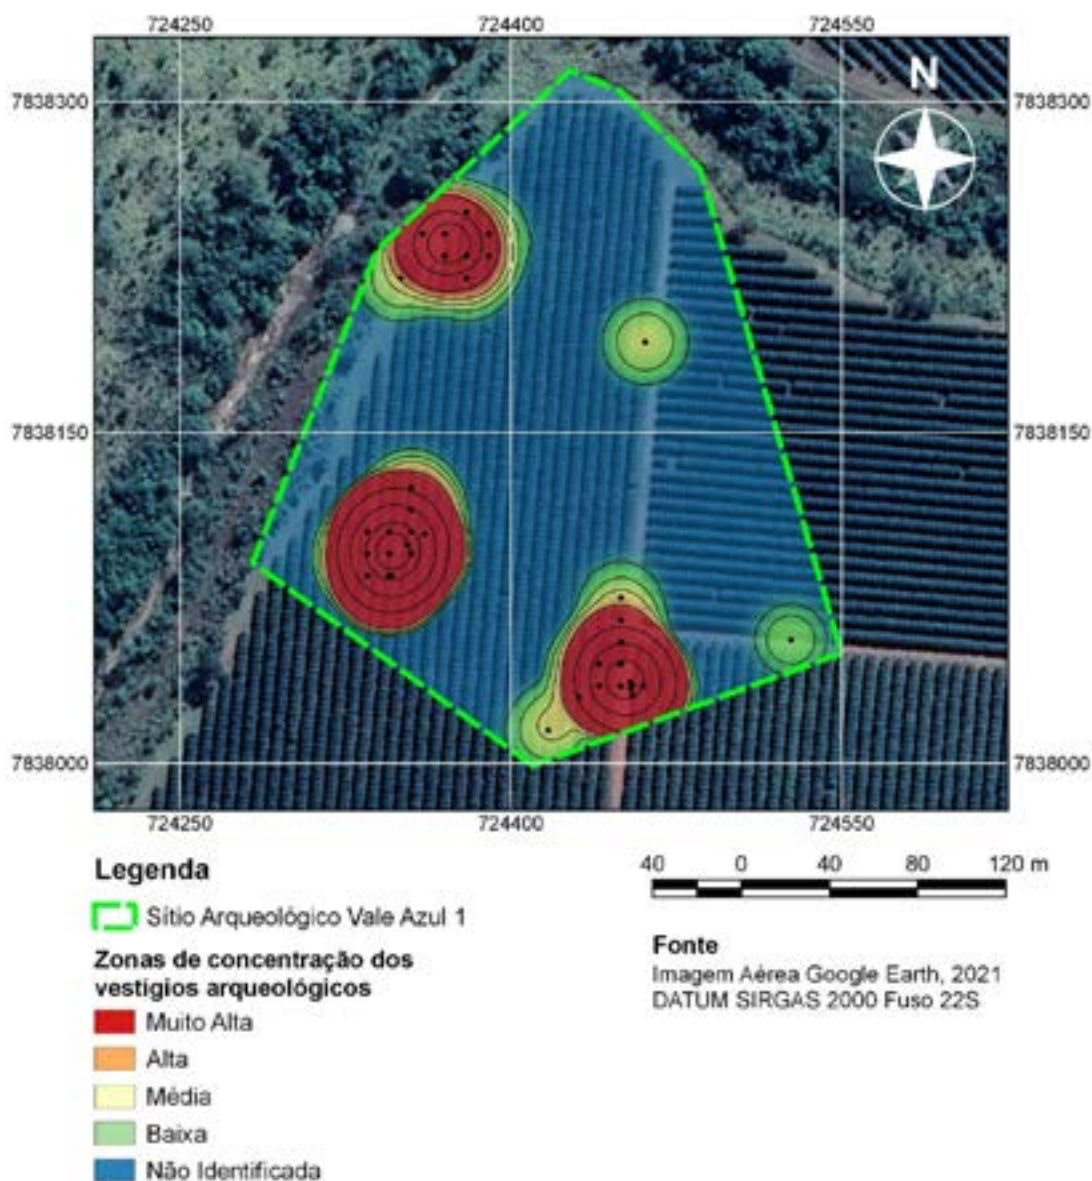 724250 724400 724550
7838300 7838300
N
7838150 7838150
7838000 7838000
724250 724400 724550
Legenda
Sítio Arqueológico Vale Azul 1
Zonas de concentração dos
vestígios arqueológicos
Muito Alta
Alta
Média
Baixa
Não Identificada
40 0 40 80 120 m
Fonte
Imagem Aérea Google Earth, 2021
DATUM SIRGAS 2000 Fuso 22S